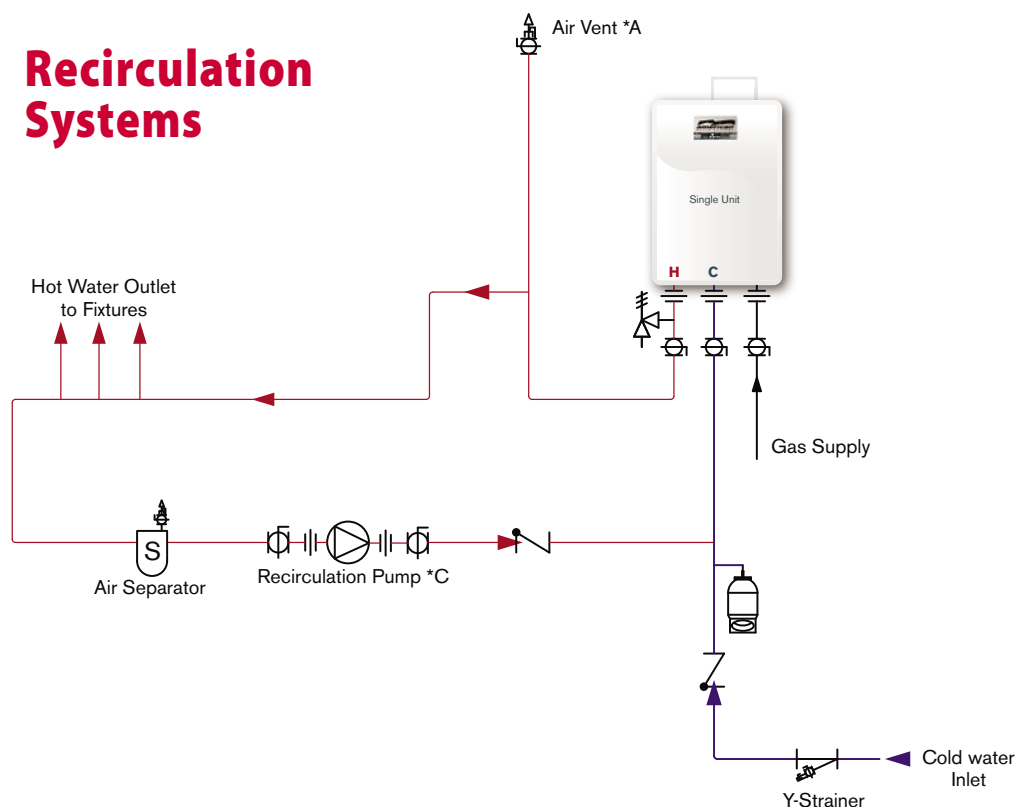 Recirculation
Systems
Air Vent *A
Single Unit
H
C
Hot Water Outlet
to Fixtures
Gas Supply
S
Air Separator
Recirculation Pump *C
Cold water
Inlet
Y-Strainer